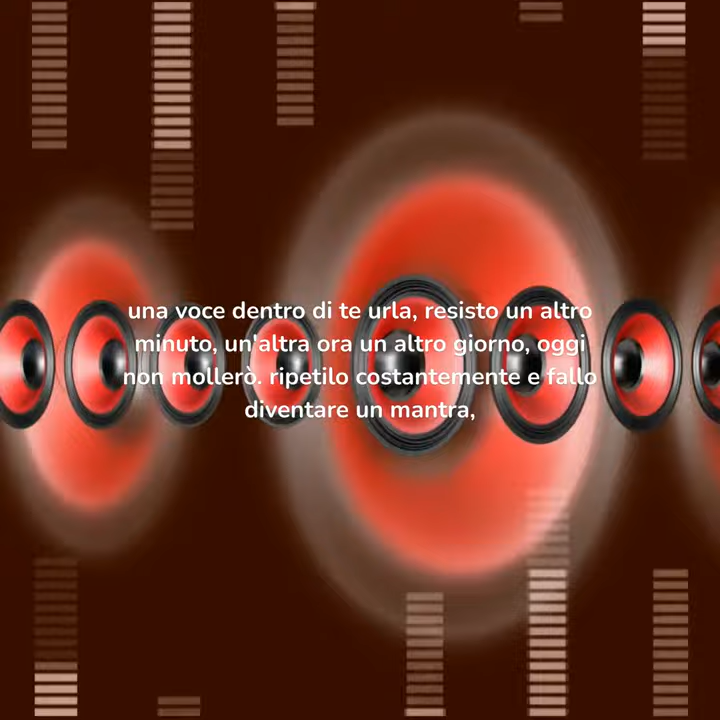 una voce dentro di te urla, resisto un altro
minuto, un'altra ora un altro giorno, oggi
non mollerò. ripetilo costantemente e fallo
diventare un mantra,